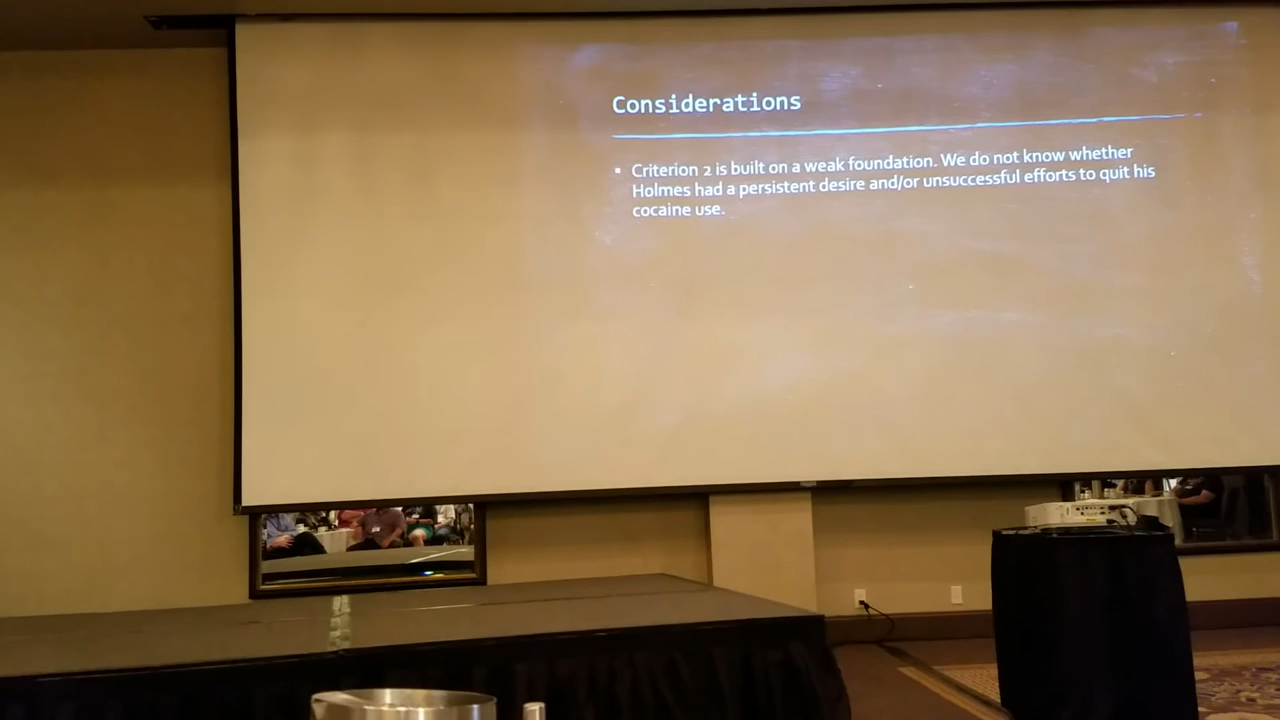 Considerations
▪ Criterion 2 is built on a weak foundation. We do not know whether
Holmes had a persistent desire and/or unsuccessful efforts to quit his
cocaine use.